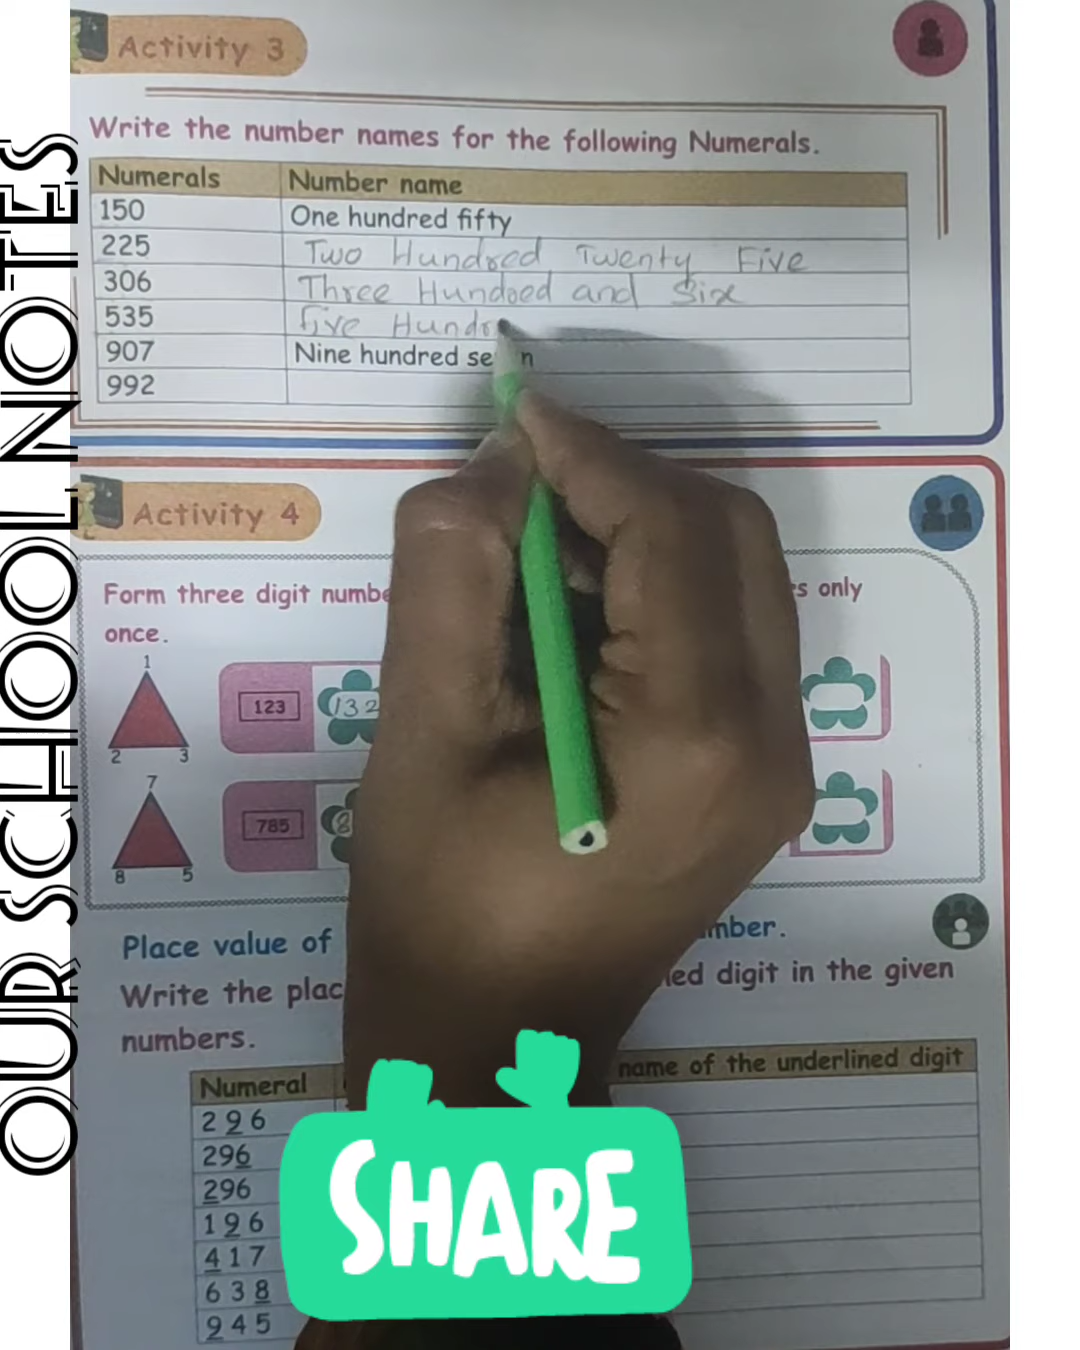 OUR SCHOOL NOTES
Activity 3
Write the number names for the following Numerals.
Numerals Number name
150 One hundred fifty
225 Two Hundred Twenty Five
306 Three Hundred and Six
535 five Hundr
907 Nine hundred se n
992
Activity 4
Form three digit numbe s only
once.
1
2 3
123 132
7
8 5
785 8
Place value of mber.
Write the plac ed digit in the given
numbers.
Numeral name of the underlined digit
296
296
296
196
417
638
945
SHARE